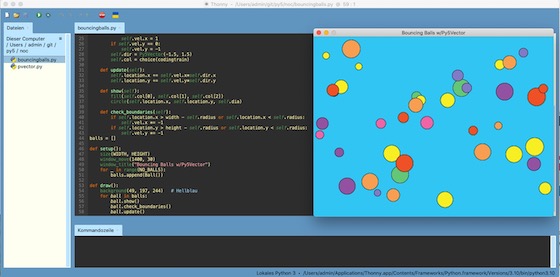 Thonny - /Users/admin/git/py5/noc/bouncingballs.py @ 58 : 1
Bouncing Balls w/Py5Vector
Dateien
Dieser Computer
/ Users / admin / git /
py5 / noc
bouncingballs.py
pvector.py
bouncingballs.py
self.vel.x = 1
if self.vel.y == 0:
self.vel.y = -1
self.dir = Py5Vector(-1.5, 1.5)
self.col = choice(codingtrain)
def update(self):
self.location.x += self.vel.x*self.dir.x
self.location.y += self.vel.y*self.dir.y
def show(self):
fill(self.col[0], self.col[1], self.col[2])
circle(self.location.x, self.location.y, self.dia)
def check_boundaries(self):
if self.location.x > width - self.radius or self.location.x < self.radius:
self.vel.x *= -1
if self.location.y > height - self.radius or self.location.y < self.radius:
self.vel.y *= -1
balls = []
def setup():
size(WIDTH, HEIGHT)
window_move(1400, 30)
window_title("Bouncing Balls w/Py5Vector")
for _ in range(NO_BALLS):
balls.append(Ball())
def draw():
background(49, 197, 244) # Hellblau
for ball in balls:
ball.show()
ball.check_boundaries()
ball.update()
Kommandozeile
Lokales Python 3 • /Users/admin/Applications/Thonny.app/Contents/Frameworks/Python.framework/Versions/3.10/bin/python3.10